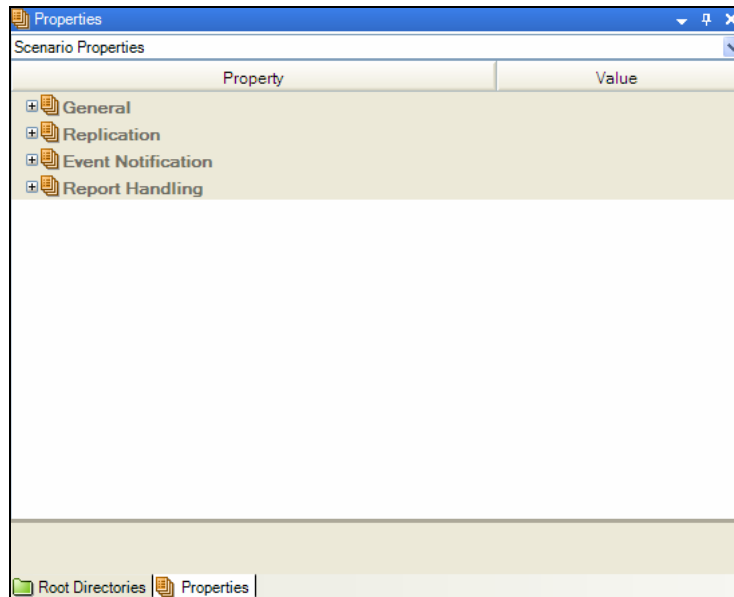 Properties
Scenario Properties
Property Value
General
Replication
Event Notification
Report Handling
Root Directories Properties